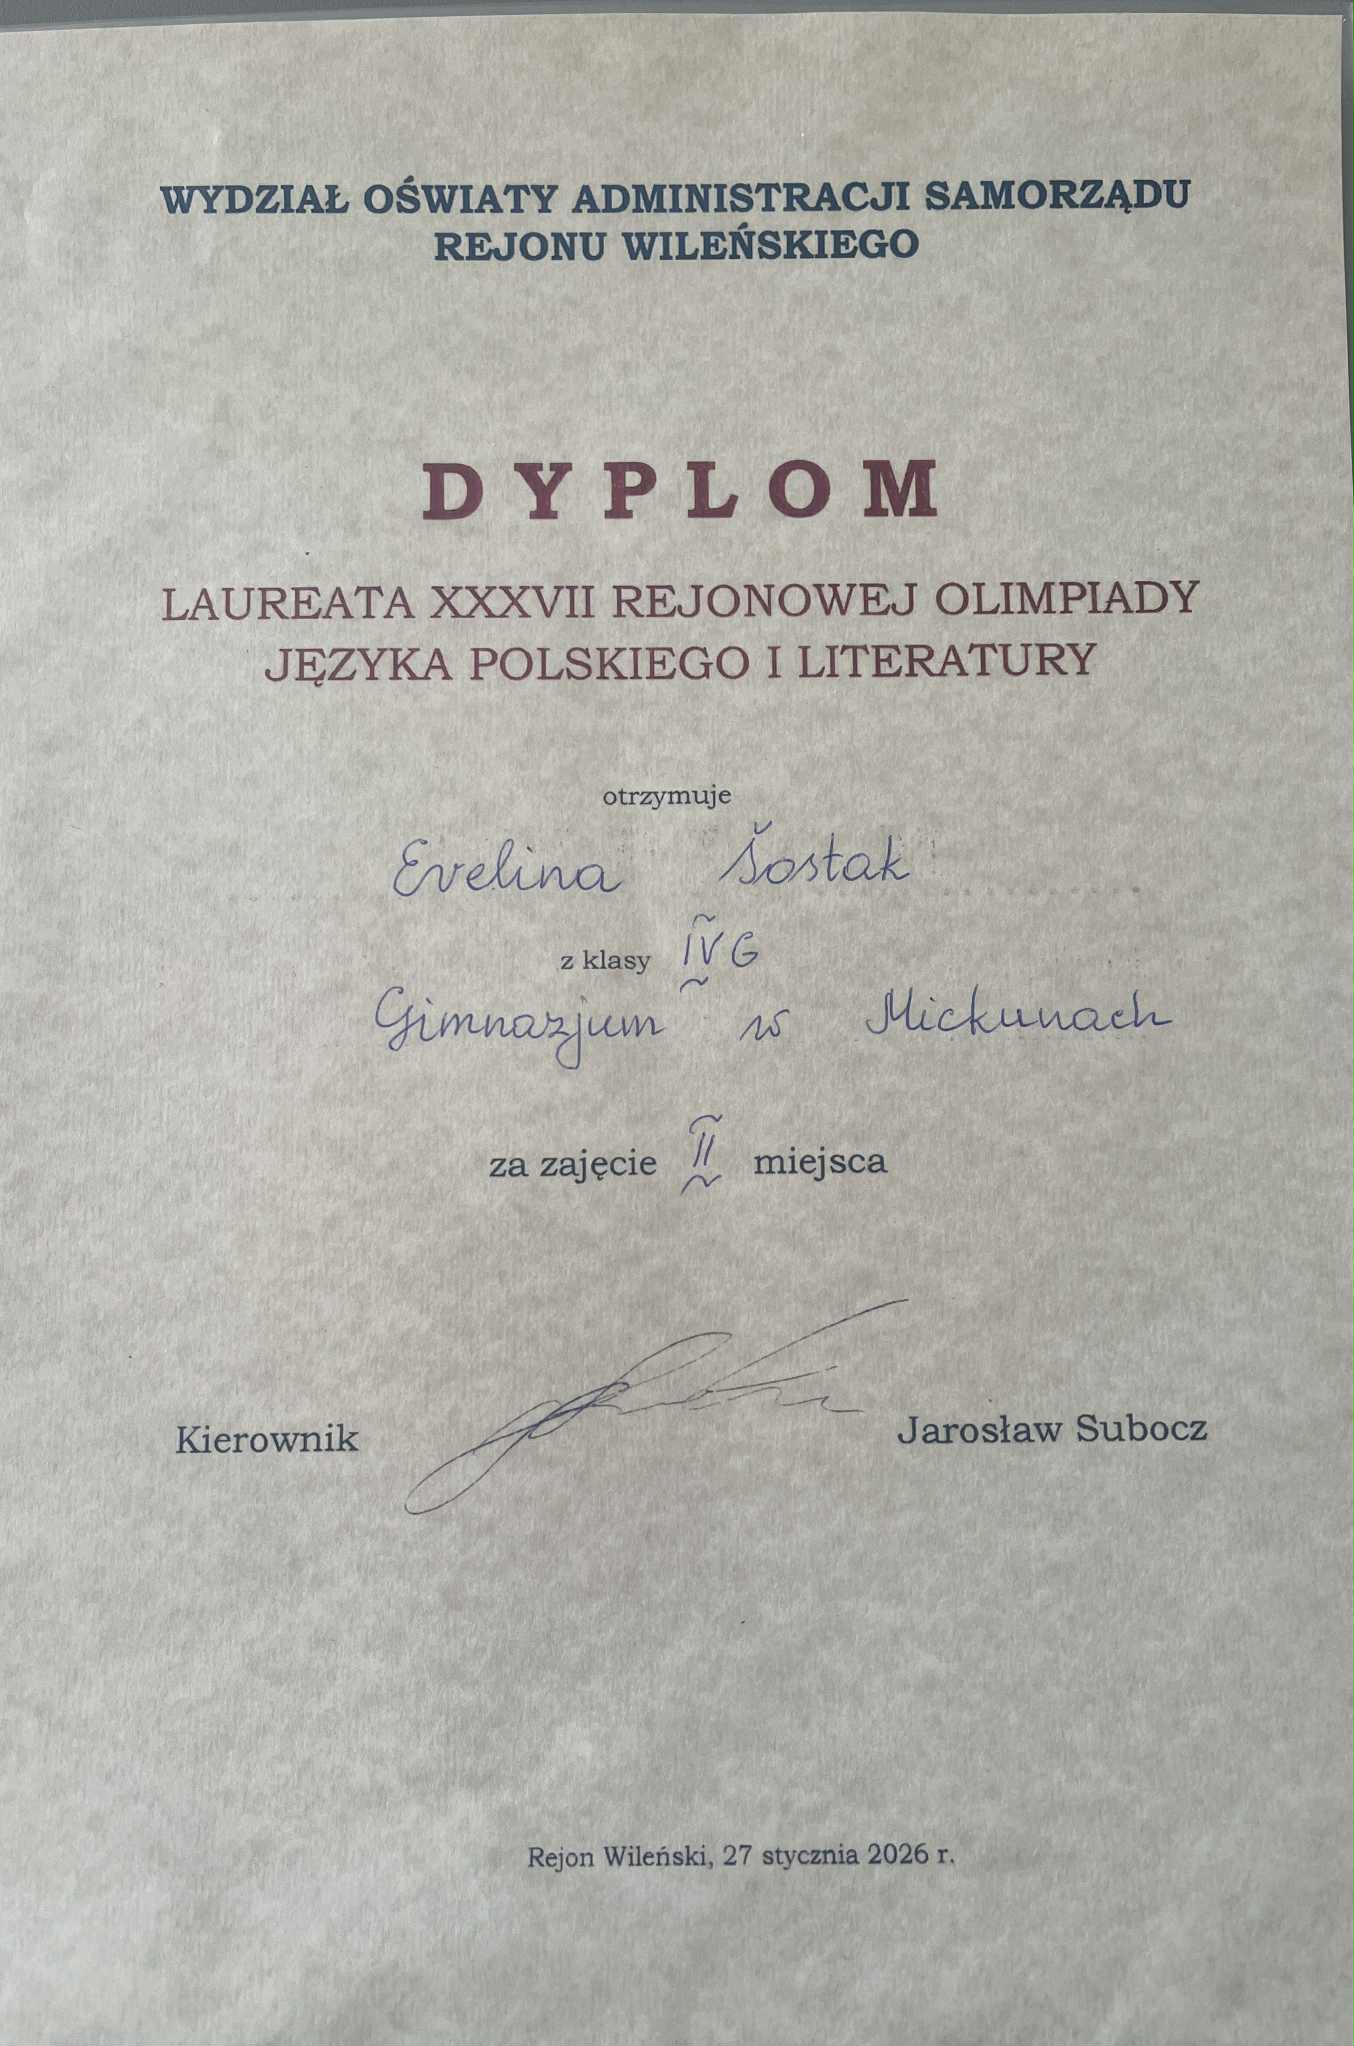 WYDZIAŁ OŚWIATY ADMINISTRACJI SAMORZĄDU
REJONU WILEŃSKIEGO
DYPLOM
LAUREATA XXXVII REJONOWEJ OLIMPIADY
JĘZYKA POLSKIEGO I LITERATURY
otrzymuje
Evelina Šostak
z klasy IV G
Gimnazjum w Mickunach
za zajęcie II miejsca
Kierownik Jarosław Subocz
Rejon Wileński, 27 stycznia 2026 r.